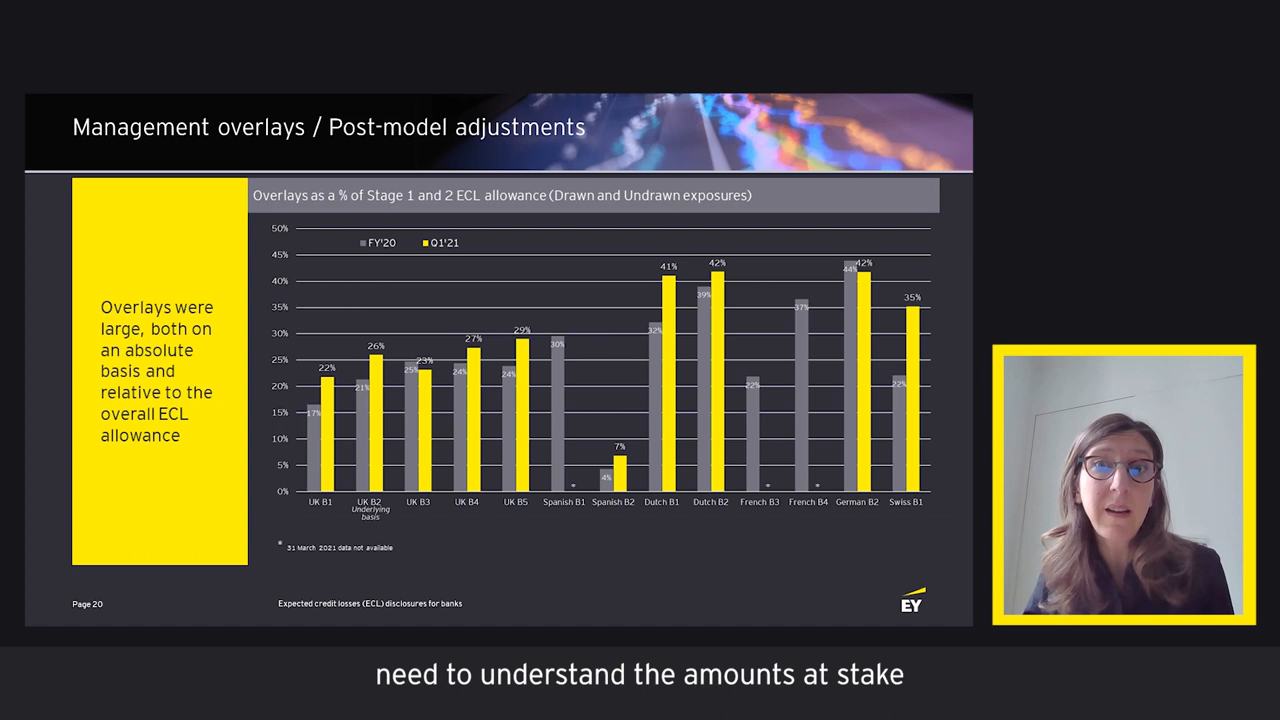 Management overlays / Post-model adjustments
Overlays were
large, both on
an absolute
basis and
relative to the
overall ECL
allowance
Overlays as a % of Stage 1 and 2 ECL allowance (Drawn and Undrawn exposures)
FY'20 Q1'21
50%
45%
40%
35%
30%
25%
20%
15%
10%
5%
0%
17% 22%
21% 26%
25% 23%
24% 27%
24% 29%
30% *
4% 7%
32% 41%
39% 42%
22% *
37% *
44% 42%
22% 35%
UK B1 UK B2 UK B3 UK B4 UK B5 Spanish B1 Spanish B2 Dutch B1 Dutch B2 French B3 French B4 German B2 Swiss B1
Underlying
basis
* 31 March 2021 data not available
Page 20
Expected credit losses (ECL) disclosures for banks
EY
need to understand the amounts at stake